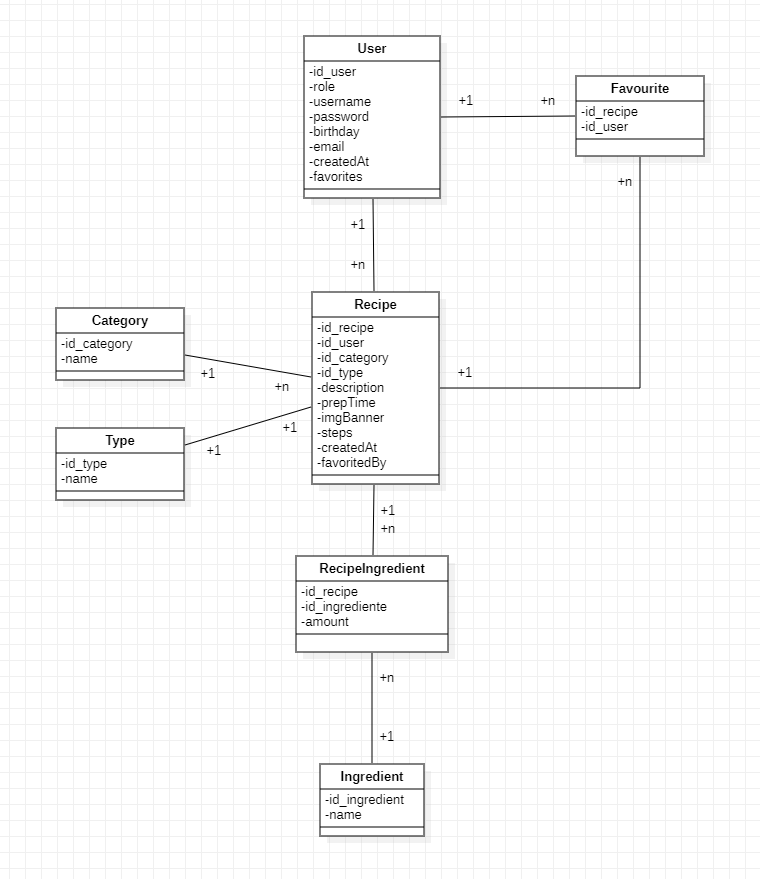 User
-id_user
-role
-username
-password
-birthday
-email
-createdAt
-favorites
+1
+n
Favourite
-id_recipe
-id_user
+n
+1
+n
Recipe
-id_recipe
-id_user
-id_category
-id_type
-description
-prepTime
-imgBanner
-steps
-createdAt
-favoritedBy
+1
Category
-id_category
-name
+1
+n
Type
-id_type
-name
+1
+1
+1
+n
RecipeIngredient
-id_recipe
-id_ingrediente
-amount
+n
+1
Ingredient
-id_ingredient
-name